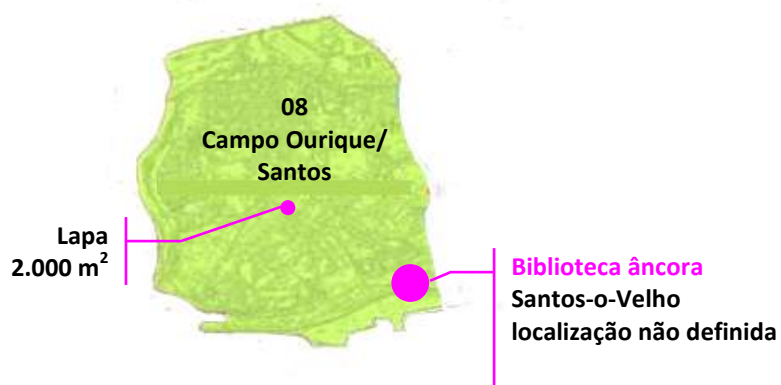 08
Campo Ourique/
Santos
Lapa
2.000 m²
Biblioteca âncora
Santos-o-Velho
localização não definida